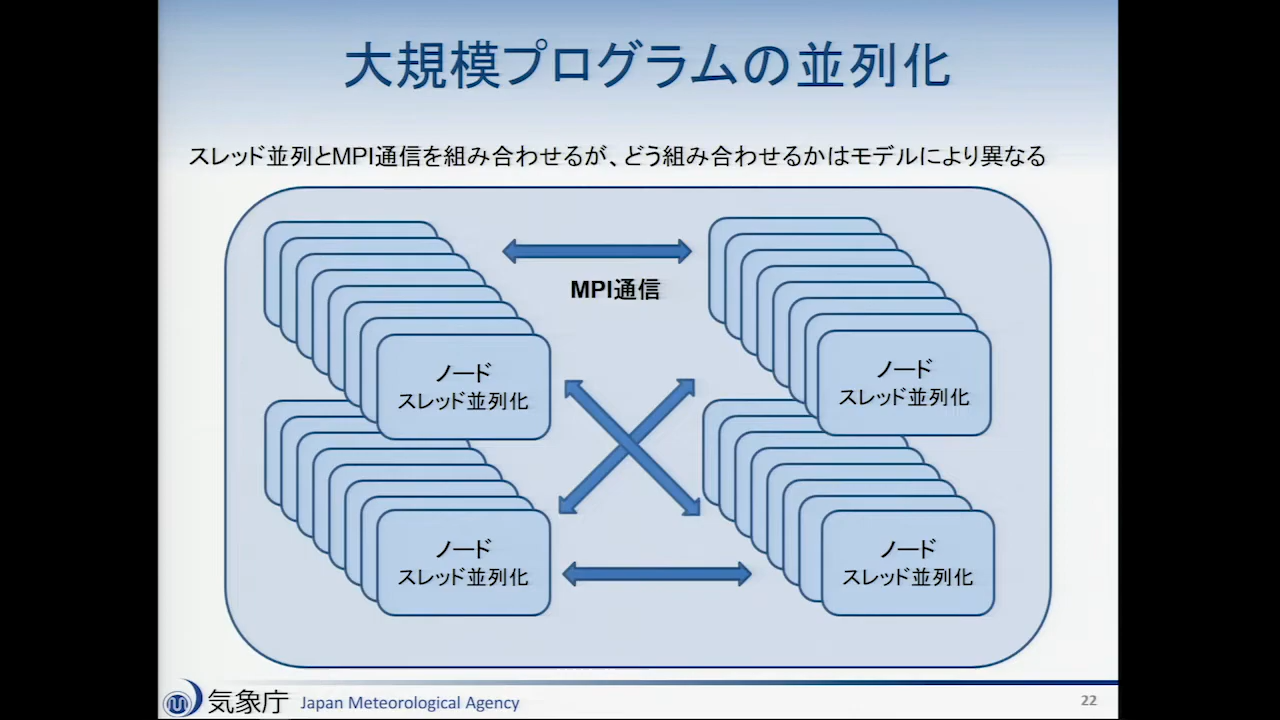 大規模プログラムの並列化
スレッド並列とMPI通信を組み合わせるが、どう組み合わせるかはモデルにより異なる
MPI通信
ノード
スレッド並列化
ノード
スレッド並列化
ノード
スレッド並列化
ノード
スレッド並列化
気象庁 Japan Meteorological Agency
22